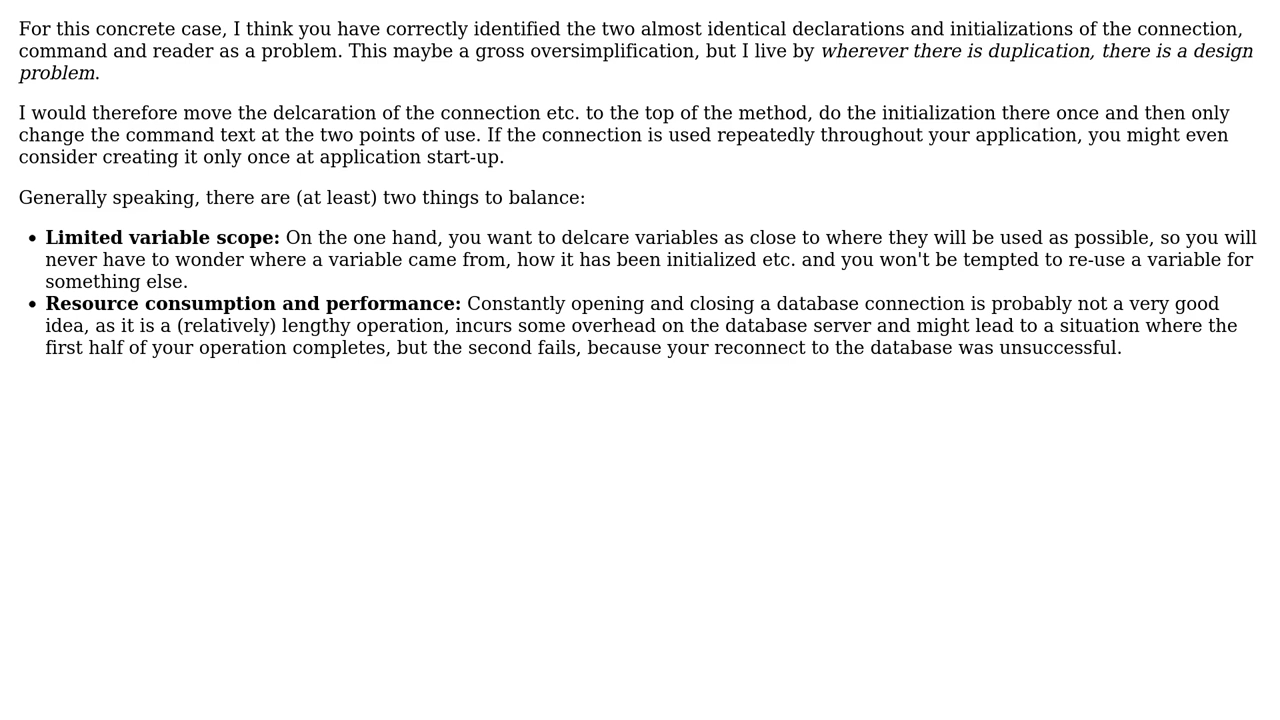 For this concrete case, I think you have correctly identified the two almost identical declarations and initializations of the connection,
command and reader as a problem. This maybe a gross oversimplification, but I live by wherever there is duplication, there is a design
problem.
I would therefore move the delcaration of the connection etc. to the top of the method, do the initialization there once and then only
change the command text at the two points of use. If the connection is used repeatedly throughout your application, you might even
consider creating it only once at application start-up.
Generally speaking, there are (at least) two things to balance:
• Limited variable scope: On the one hand, you want to delcare variables as close to where they will be used as possible, so you will
never have to wonder where a variable came from, how it has been initialized etc. and you won't be tempted to re-use a variable for
something else.
• Resource consumption and performance: Constantly opening and closing a database connection is probably not a very good
idea, as it is a (relatively) lengthy operation, incurs some overhead on the database server and might lead to a situation where the
first half of your operation completes, but the second fails, because your reconnect to the database was unsuccessful.